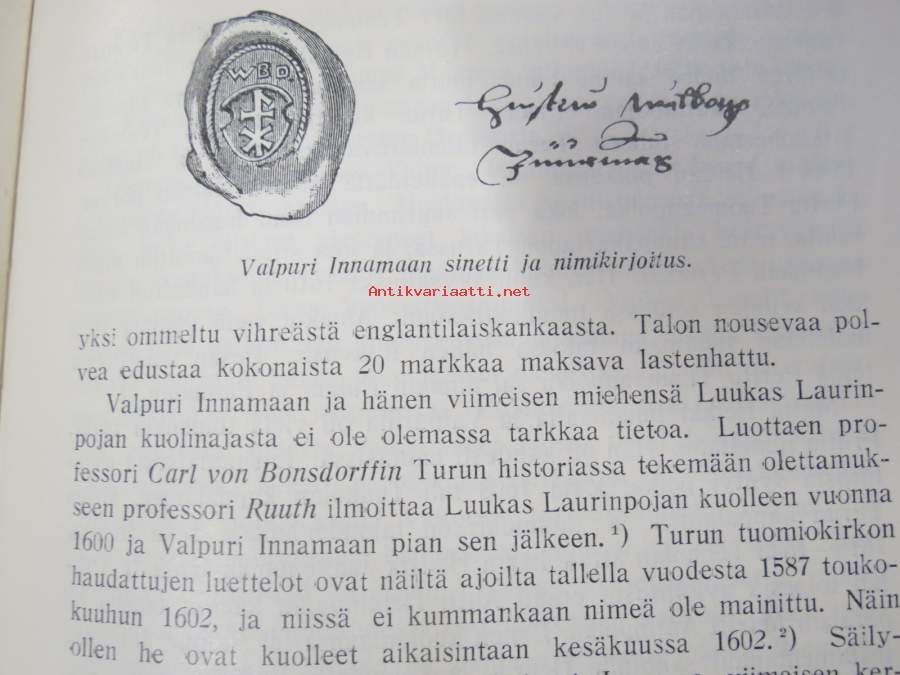 W B D
Valpuri Innamaan sinetti ja nimikirjoitus.
Antikvariaatti.net
yksi ommeltu vihreästä englantilaiskankaasta. Talon nousevaa pol-
vea edustaa kokonaista 20 markkaa maksava lastenhattu.
Valpuri Innamaan ja hänen viimeisen miehensä Luukas Laurin-
pojan kuolinajasta ei ole olemassa tarkkaa tietoa. Luottaen pro-
fessori Carl von Bonsdorffin Turun historiassa tekemään olettamuk-
seen professori Ruuth ilmoittaa Luukas Laurinpojan kuolleen vuonna
1600 ja Valpuri Innamaan pian sen jälkeen. ¹) Turun tuomiokirkon
haudattujen luettelot ovat näiltä ajoilta tallella vuodesta 1587 touko-
kuuhun 1602, ja niissä ei kummankaan nimeä ole mainittu. Näin
ollen he ovat kuolleet aikaisintaan kesäkuussa 1602. ²) Säily-
viimeisen ker-